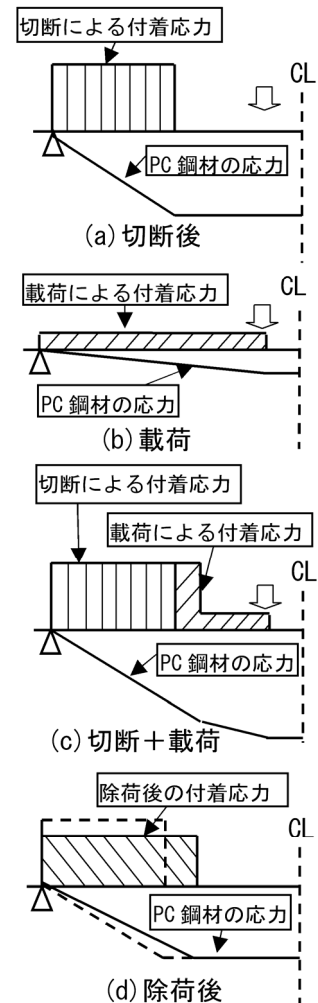 切断による付着応力
CL
PC 鋼材の応力
(a)切断後
載荷による付着応力
CL
PC 鋼材の応力
(b)載荷
切断による付着応力
載荷による付着応力
CL
PC 鋼材の応力
(c)切断＋載荷
除荷後の付着応力
CL
PC 鋼材の応力
(d)除荷後